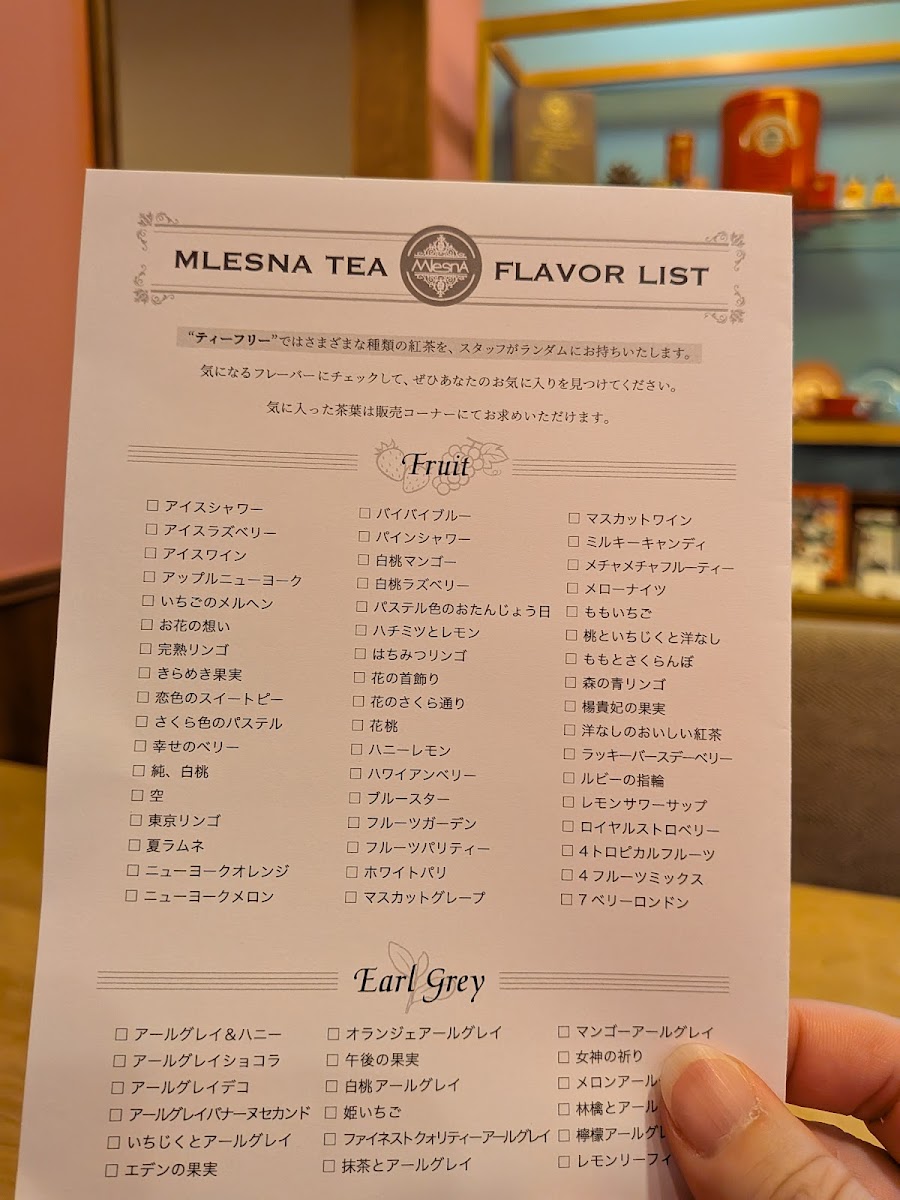 MLESNA TEA MlesnA FLAVOR LIST
“ティーフリー”ではさまざまな種類の紅茶を、スタッフがランダムにお持ちいたします。
気になるフレーバーにチェックして、ぜひあなたのお気に入りを見つけてください。
気に入った茶葉は販売コーナーにてお求めいただけます。
Fruit
□ アイスシャワー
□ アイスラズベリー
□ アイスワイン
□ アップルニューヨーク
□ いちごのメルヘン
□ お花の想い
□ 完熟リンゴ
□ きらめき果実
□ 恋色のスイートピー
□ さくら色のパステル
□ 幸せのベリー
□ 純、白桃
□ 空
□ 東京リンゴ
□ 夏ラムネ
□ ニューヨークオレンジ
□ ニューヨークメロン
□ バイバイブルー
□ パインシャワー
□ 白桃マンゴー
□ 白桃ラズベリー
□ パステル色のおたんじょう日
□ ハチミツとレモン
□ はちみつリンゴ
□ 花の首飾り
□ 花のさくら通り
□ 花桃
□ ハニーレモン
□ ハワイアンベリー
□ ブルースター
□ フルーツガーデン
□ フルーツパリティー
□ ホワイトパリ
□ マスカットグレープ
□ マスカットワイン
□ ミルキーキャンディ
□ メチャメチャフルーティー
□ メローナイツ
□ ももいちご
□ 桃といちじくと洋なし
□ ももとさくらんぼ
□ 森の青リンゴ
□ 楊貴妃の果実
□ 洋なしのおいしい紅茶
□ ラッキーバースデーベリー
□ ルビーの指輪
□ レモンサワーサップ
□ ロイヤルストロベリー
□ 4トロピカルフルーツ
□ 4フルーツミックス
□ 7ベリーロンドン
Earl Grey
□ アールグレイ＆ハニー
□ アールグレイショコラ
□ アールグレイデコ
□ アールグレイバナーヌセカンド
□ いちじくとアールグレイ
□ エデンの果実
□ オランジェアールグレイ
□ 午後の果実
□ 白桃アールグレイ
□ 姫いちご
□ ファイネストクォリティーアールグレイ
□ 抹茶とアールグレイ
□ マンゴーアールグレイ
□ 女神の祈り
□ メロンアール
□ 林檎とアール
□ 檸檬アールグレ
□ レモンリーフィ